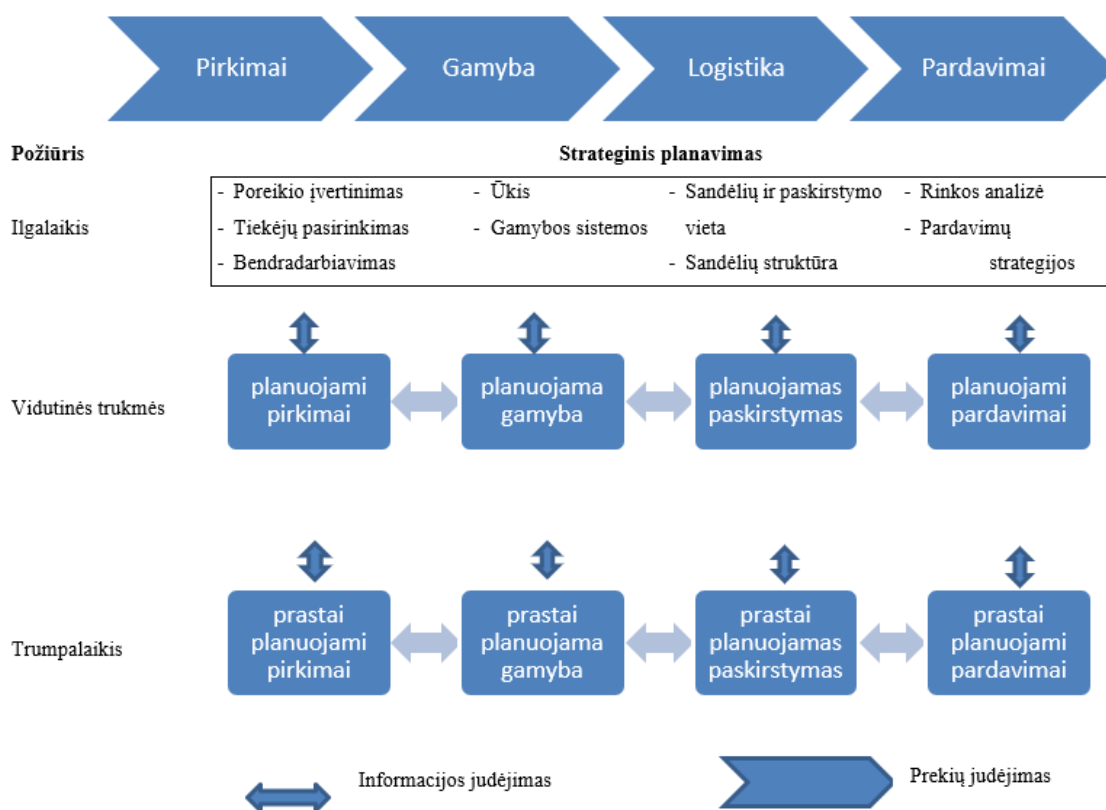 Pirkimai
Gamyba
Logistika
Pardavimai
Požiūris
Strateginis planavimas
Ilgalaikis
- Poreikio įvertinimas
- Tiekėjų pasirinkimas
- Bendradarbiavimas
- Ūkis
- Gamybos sistemos
- Sandėlių ir paskirstymo
vieta
- Sandėlių struktūra
- Rinkos analizė
- Pardavimų
strategijos
Vidutinės trukmės
planuojami
pirkimai
planuojama
gamyba
planuojamas
paskirstymas
planuojami
pardavimai
Trumpalaikis
prastai
planuojami
pirkimai
prastai
planuojama
gamyba
prastai
planuojamas
paskirstymas
prastai
planuojami
pardavimai
Informacijos judėjimas
Prekių judėjimas